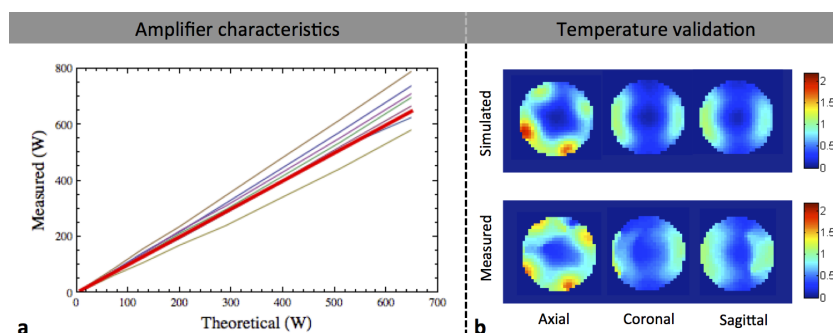 Amplifier characteristics
Temperature validation
800
600
400
200
0
Measured (W)
0 100 200 300 400 500 600 700
Theoretical (W)
a
Simulated
2
1.5
1
0.5
0
Measured
2
1.5
1
0.5
0
b
Axial Coronal Sagittal